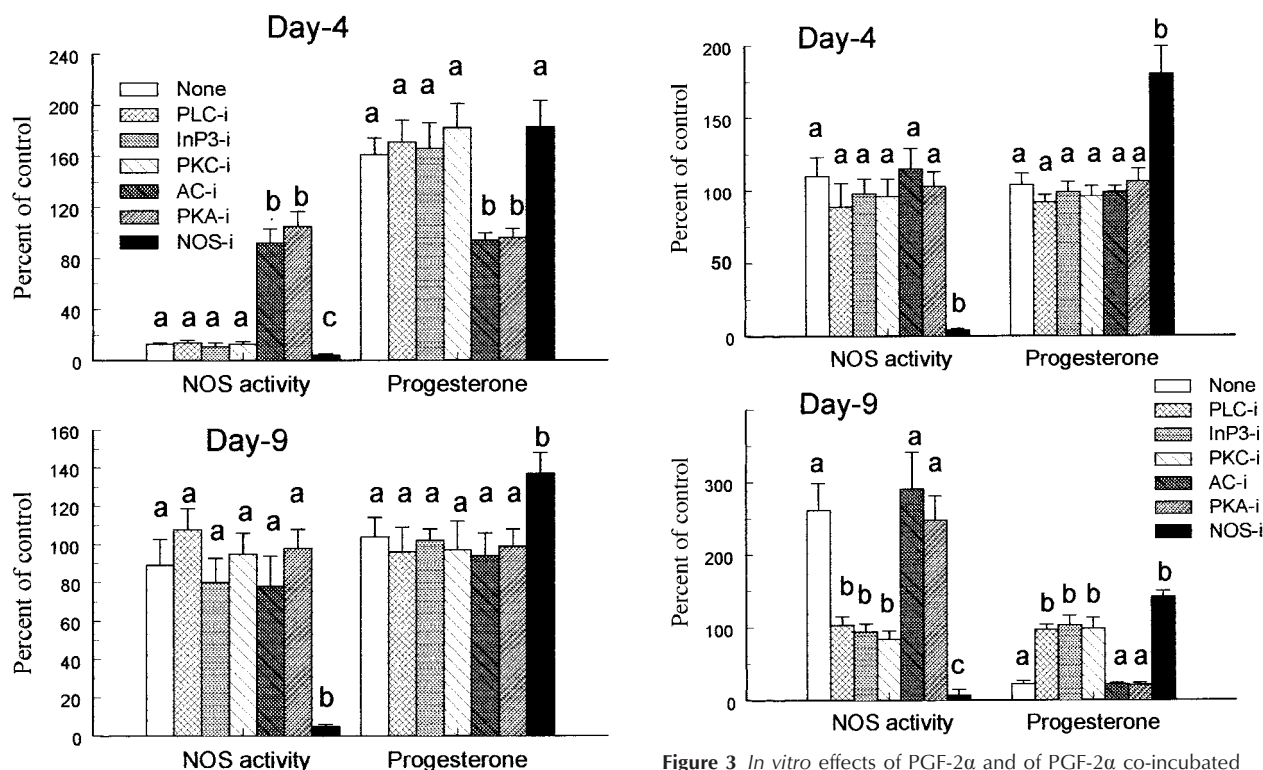 Day-4
240
200
160
120
80
40
0
Percent of control
None
PLC-i
InP3-i
PKC-i
AC-i
PKA-i
NOS-i
a a a a b b c
a a a a b b a
NOS activity Progesterone
Day-9
160
140
120
100
80
60
40
20
0
Percent of control
a a a a a a b
a a a a a a b
NOS activity Progesterone
Day-4
200
150
100
50
0
Percent of control
a a a a a a b
a a a a a a b
NOS activity Progesterone
Day-9
300
200
100
0
Percent of control
None
PLC-i
InP3-i
PKC-i
AC-i
PKA-i
NOS-i
a b b b a a c
a b b b a a b
NOS activity Progesterone
Figure 3 In vitro effects of PGF-2α and of PGF-2α co-incubated